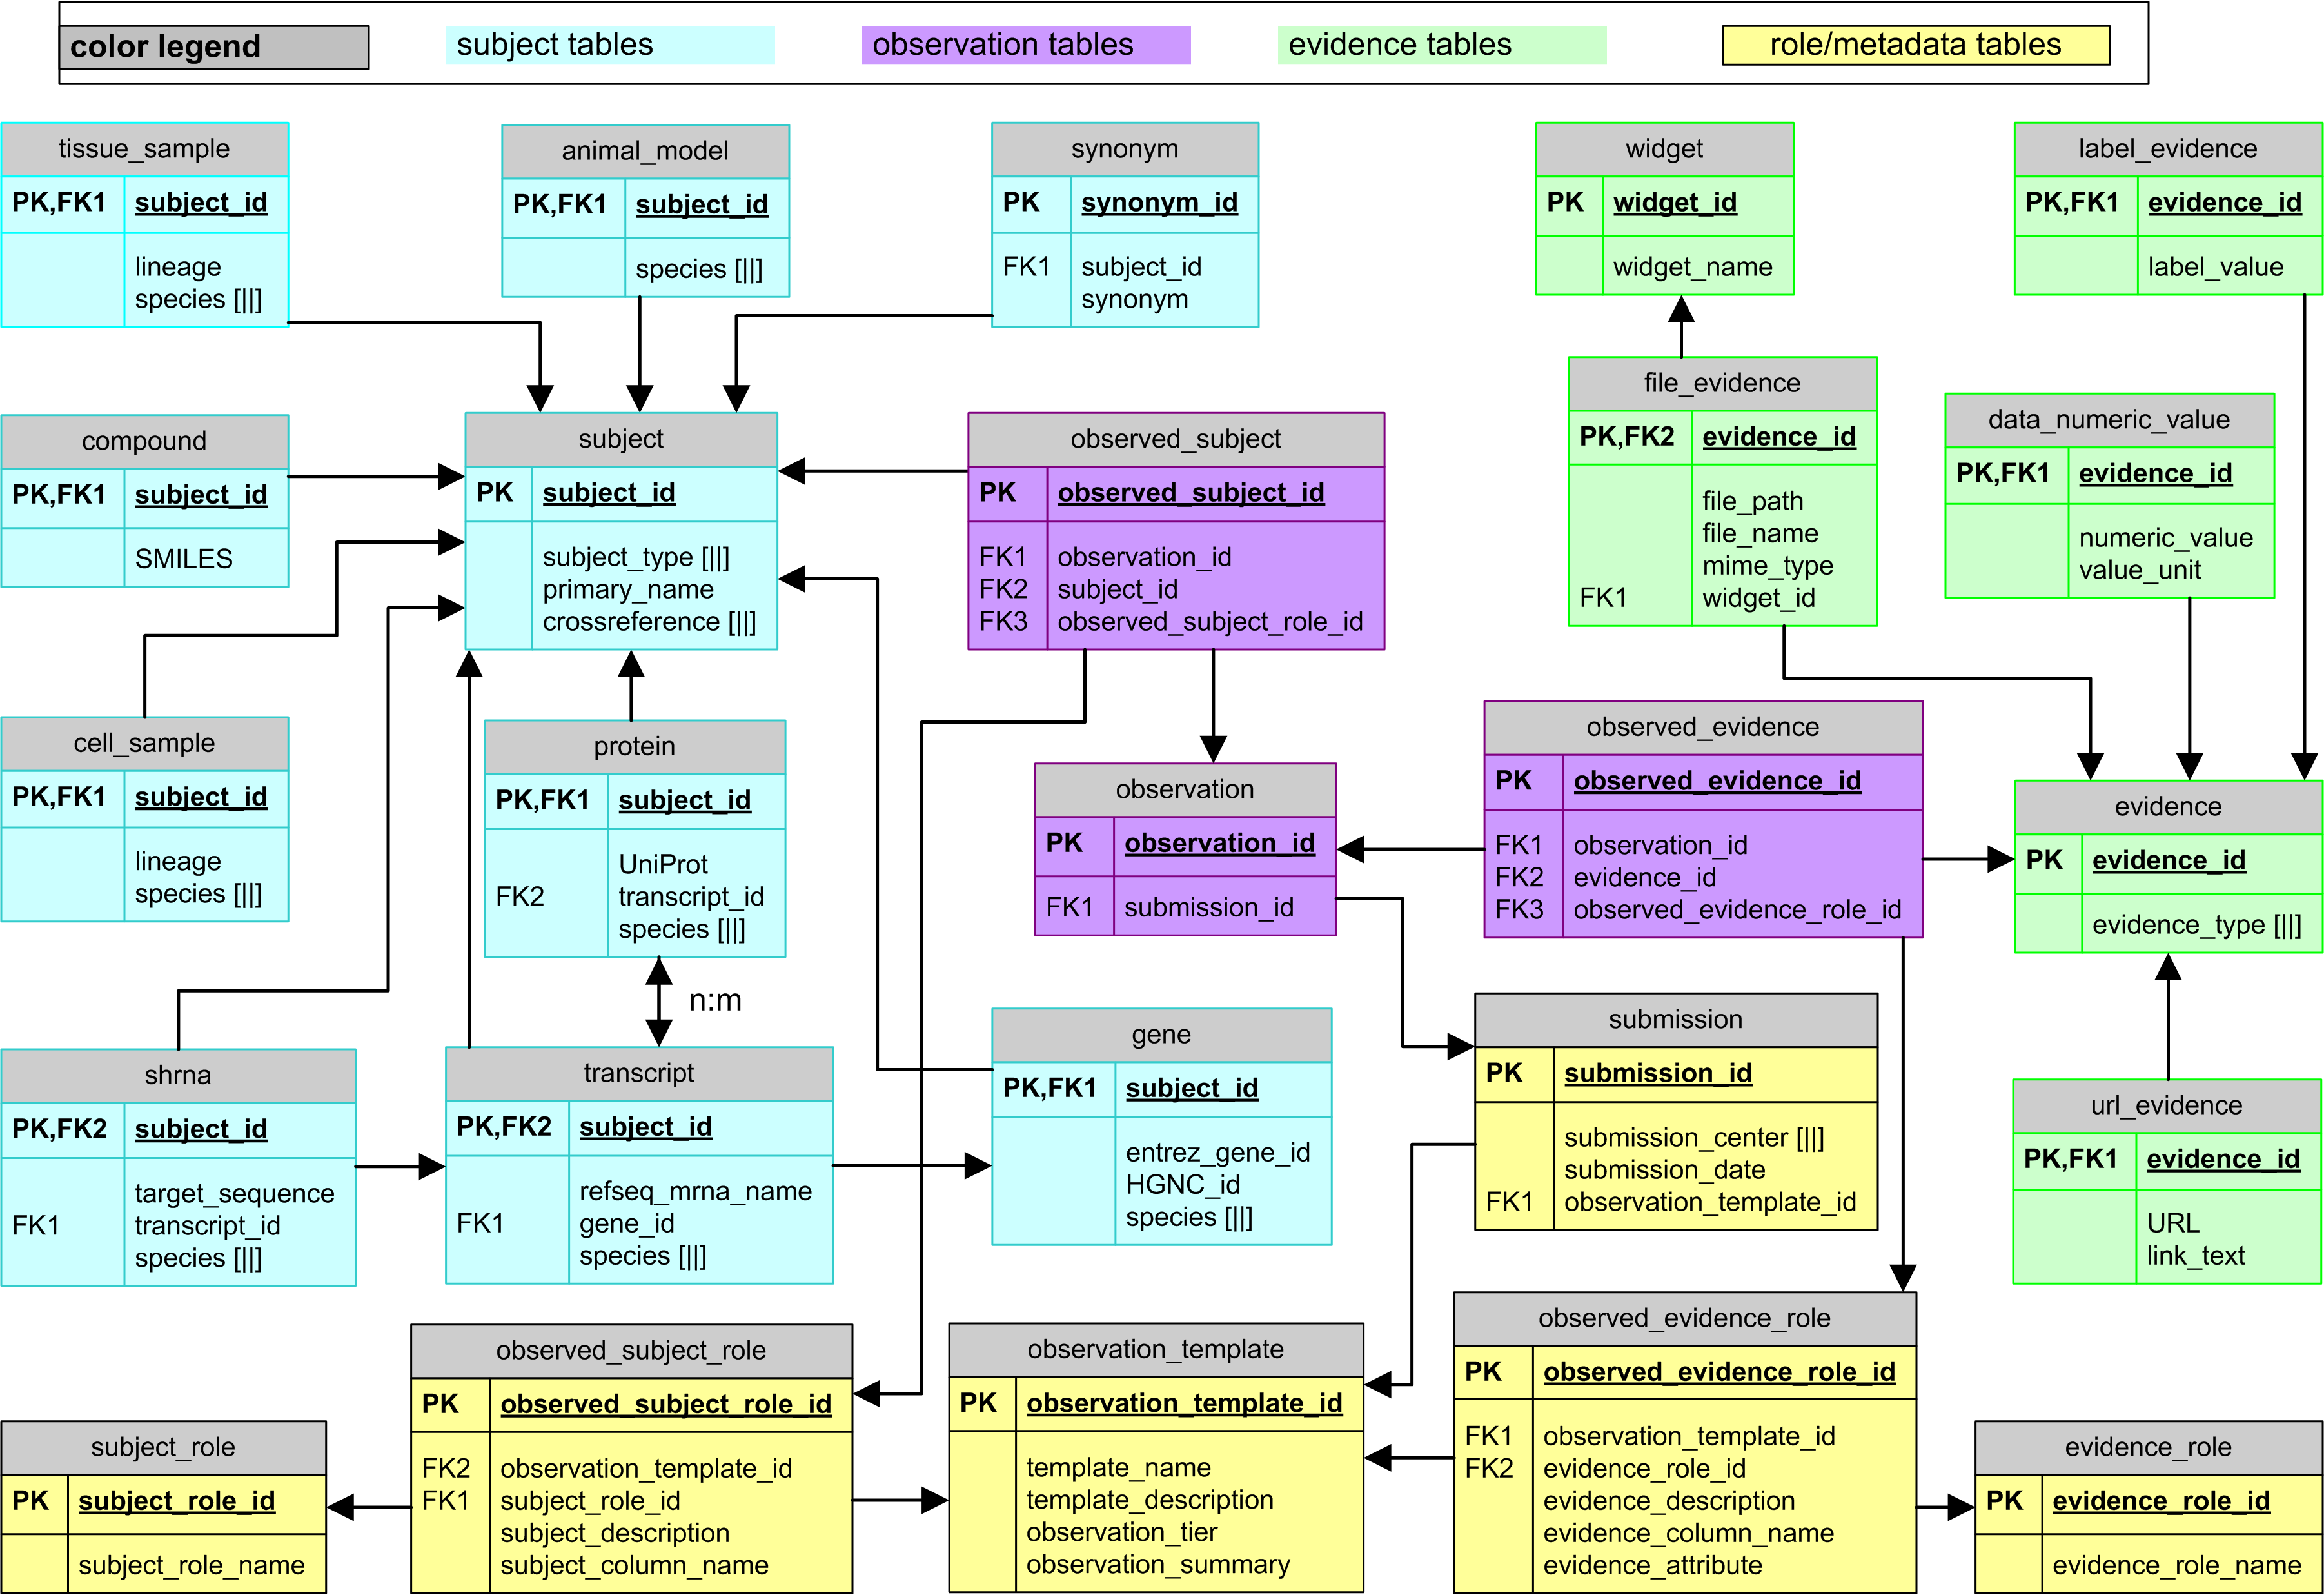 color legend
subject tables
observation tables
evidence tables
role/metadata tables
tissue_sample
PK,FK1 subject_id
lineage
species [||]
animal_model
PK,FK1 subject_id
species [||]
synonym
PK synonym_id
FK1 subject_id
synonym
widget
PK widget_id
widget_name
label_evidence
PK,FK1 evidence_id
label_value
compound
PK,FK1 subject_id
SMILES
subject
PK subject_id
subject_type [||]
primary_name
crossreference [||]
observed_subject
PK observed_subject_id
FK1 observation_id
FK2 subject_id
FK3 observed_subject_role_id
file_evidence
PK,FK2 evidence_id
file_path
file_name
mime_type
FK1 widget_id
data_numeric_value
PK,FK1 evidence_id
numeric_value
value_unit
cell_sample
PK,FK1 subject_id
lineage
species [||]
protein
PK,FK1 subject_id
UniProt
FK2 transcript_id
species [||]
n:m
observation
PK observation_id
FK1 submission_id
observed_evidence
PK observed_evidence_id
FK1 observation_id
FK2 evidence_id
FK3 observed_evidence_role_id
evidence
PK evidence_id
evidence_type [||]
shrna
PK,FK2 subject_id
target_sequence
FK1 transcript_id
species [||]
transcript
PK,FK2 subject_id
refseq_mrna_name
FK1 gene_id
species [||]
gene
PK,FK1 subject_id
entrez_gene_id
HGNC_id
species [||]
submission
PK submission_id
submission_center [||]
submission_date
FK1 observation_template_id
url_evidence
PK,FK1 evidence_id
URL
link_text
subject_role
PK subject_role_id
subject_role_name
observed_subject_role
PK observed_subject_role_id
FK2 observation_template_id
FK1 subject_role_id
subject_description
subject_column_name
observation_template
PK observation_template_id
template_name
template_description
observation_tier
observation_summary
observed_evidence_role
PK observed_evidence_role_id
FK1 observation_template_id
FK2 evidence_role_id
evidence_description
evidence_column_name
evidence_attribute
evidence_role
PK evidence_role_id
evidence_role_name